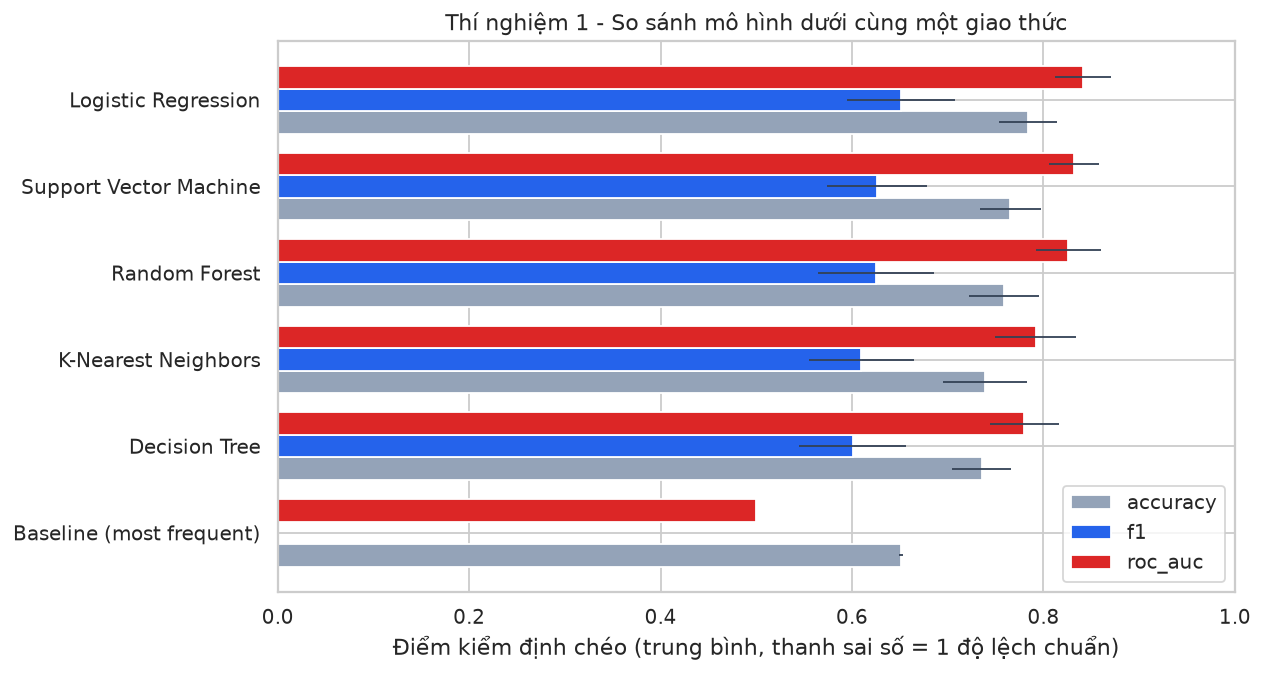 Thí nghiệm 1 - So sánh mô hình dưới cùng một giao thức
Logistic Regression
Support Vector Machine
Random Forest
K-Nearest Neighbors
Decision Tree
Baseline (most frequent)
accuracy
f1
roc_auc
0.0 0.2 0.4 0.6 0.8 1.0
Điểm kiểm định chéo (trung bình, thanh sai số = 1 độ lệch chuẩn)